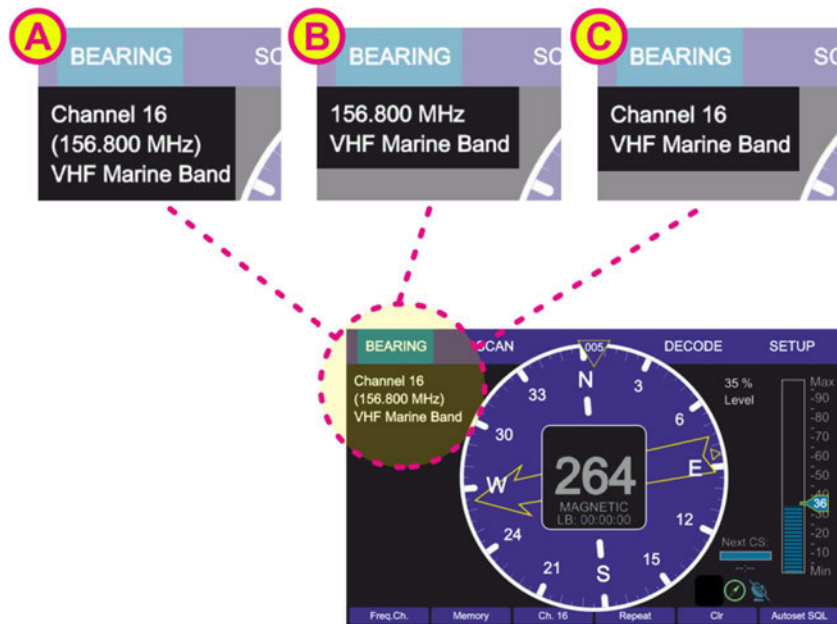 A
BEARING
SC
Channel 16
(156.800 MHz)
VHF Marine Band
B
BEARING
SC
156.800 MHz
VHF Marine Band
C
BEARING
SC
Channel 16
VHF Marine Band
BEARING
SCAN
005
DECODE
SETUP
Channel 16
(156.800 MHz)
VHF Marine Band
N
3
6
E
12
15
S
21
24
W
30
33
264
MAGNETIC
LB: 00:00:00
35 %
Level
Max
-90
-80
-70
-60
-50
-40
36
-30
-20
-10
Min
Next CS:
--:--
Freq.Ch.
Memory
Ch. 16
Repeat
Clr
Autoset SQL